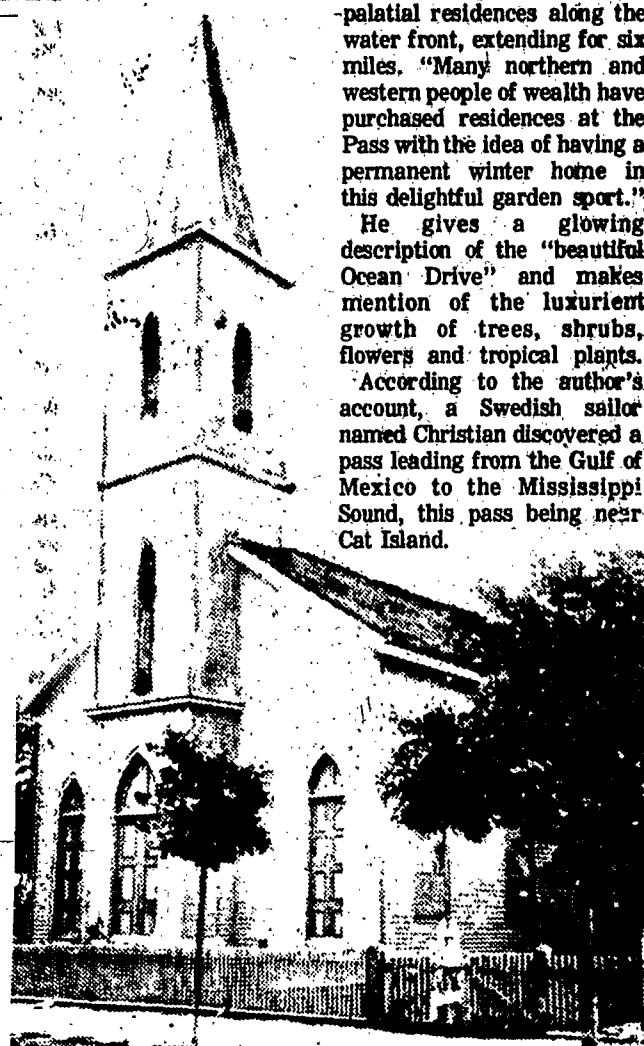 palatial residences along the
water front, extending for six
miles. “Many northern and
western people of wealth have
purchased residences at the
Pass with the idea of having a
permanent winter home in
this delightful garden sport.”
He gives a glowing
description of the “beautiful
Ocean Drive” and makes
mention of the luxurient
growth of trees, shrubs,
flowers and tropical plants.
According to the author’s
account, a Swedish sailor
named Christian discovered a
pass leading from the Gulf of
Mexico to the Mississippi
Sound, this pass being near
Cat Island.